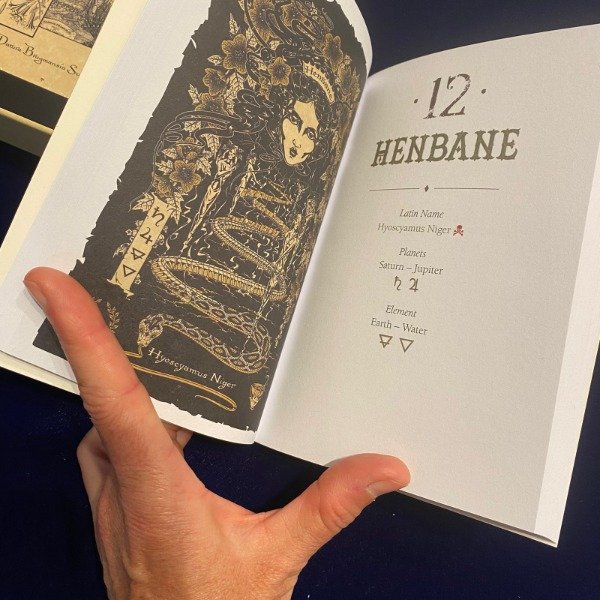 Henbane
♄
♃
🜃 🜄
Hyoscyamus Niger
·12·
HENBANE
Latin Name
Hyoscyamus Niger ☠
Planets
Saturn – Jupiter
♄ ♃
Element
Earth – Water
🜃 🜄